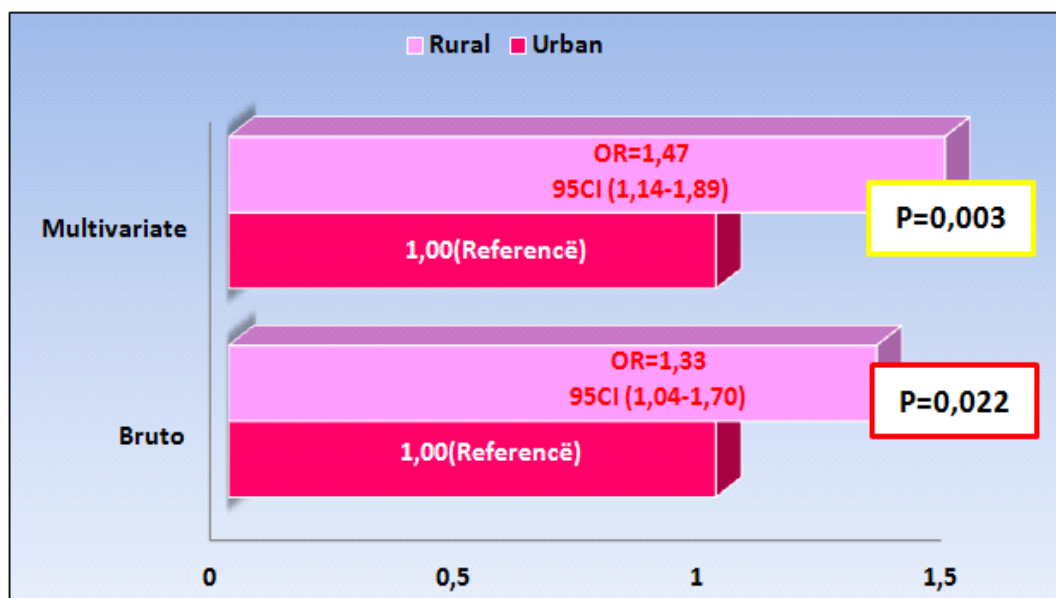 Rural Urban
Multivariate
OR=1,47
95CI (1,14-1,89)
P=0,003
1,00(Referencë)
Bruto
OR=1,33
95CI (1,04-1,70)
P=0,022
1,00(Referencë)
0 0,5 1 1,5